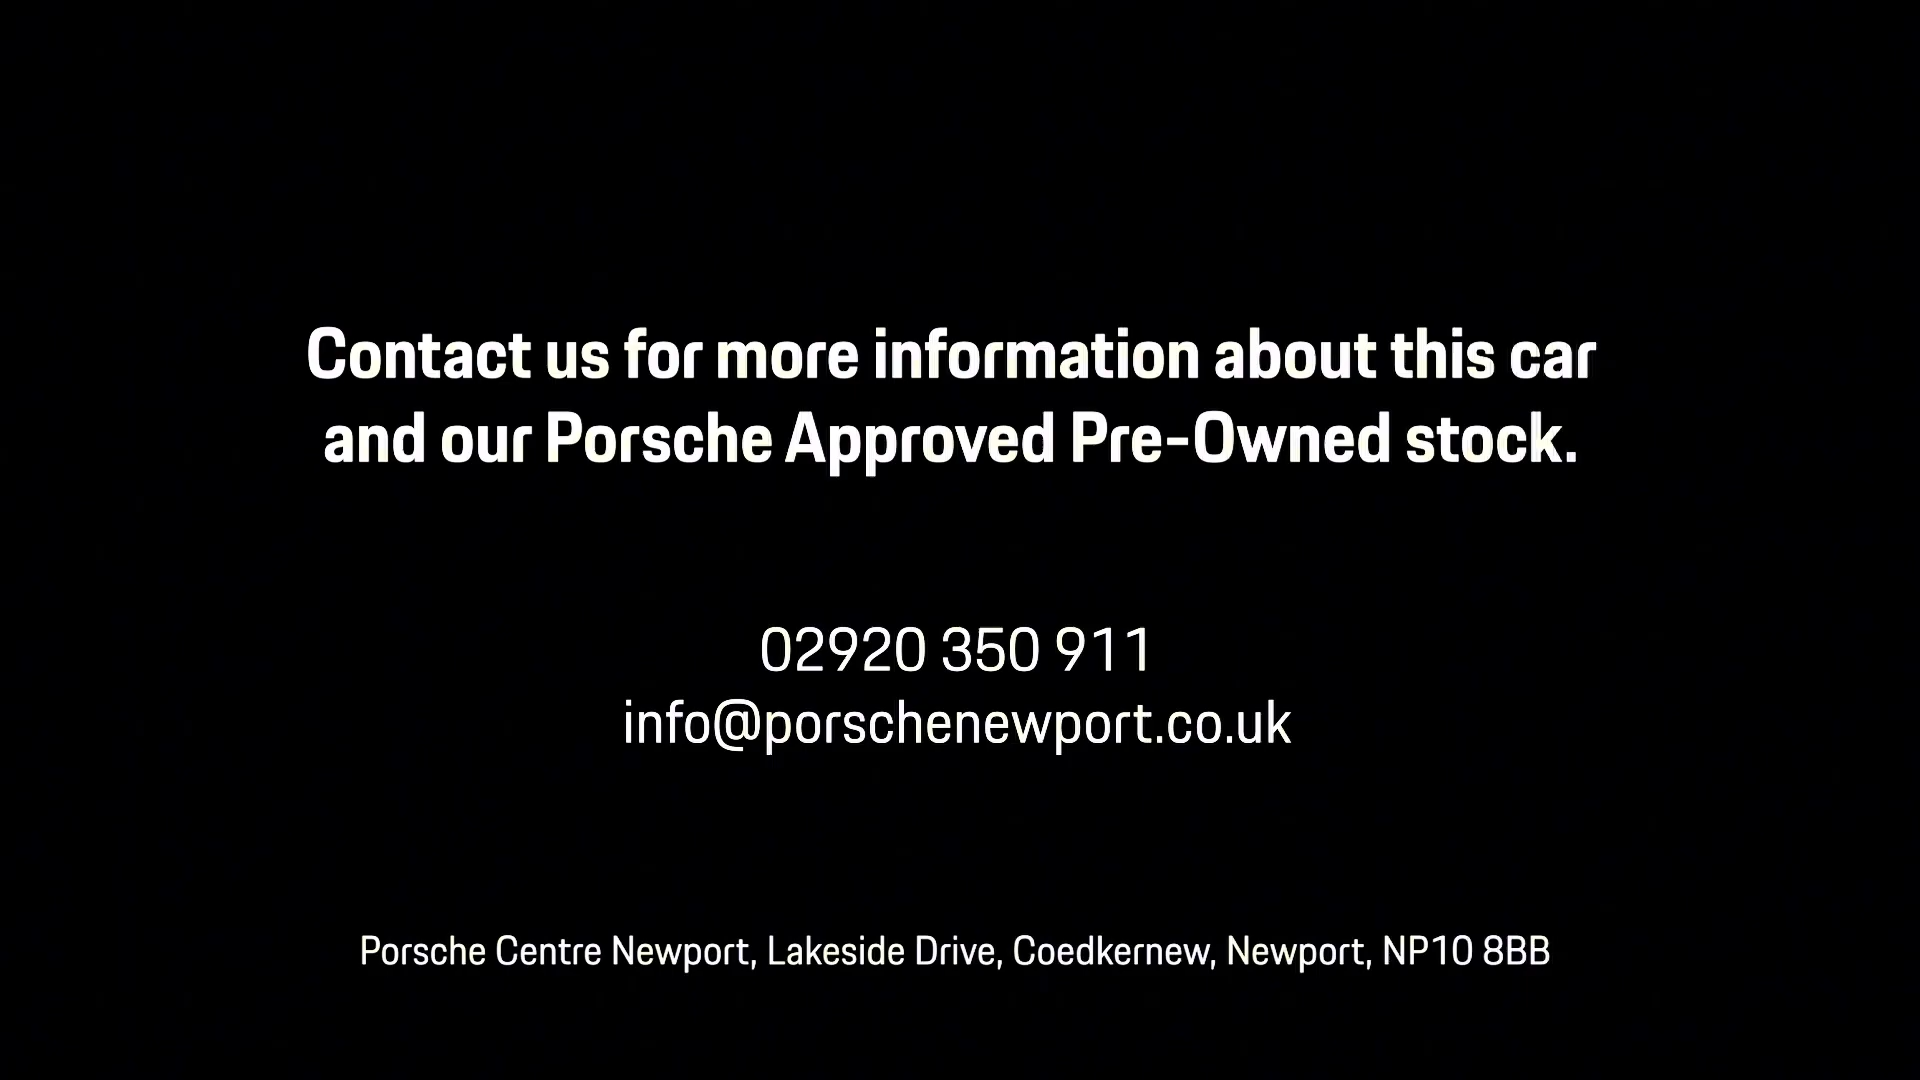 Contact us for more information about this car
and our Porsche Approved Pre-Owned stock.
02920 350 911
info@porschenewport.co.uk
Porsche Centre Newport, Lakeside Drive, Coedkernew, Newport, NP10 8BB